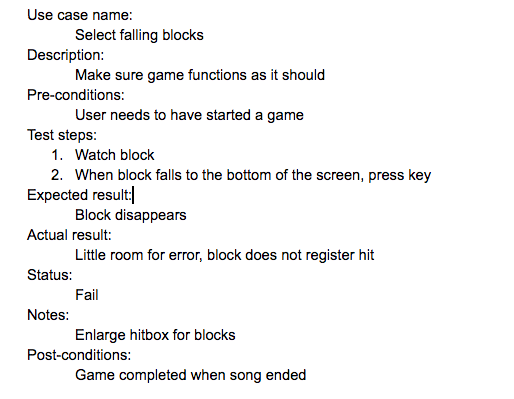 Use case name:
Select falling blocks
Description:
Make sure game functions as it should
Pre-conditions:
User needs to have started a game
Test steps:
1. Watch block
2. When block falls to the bottom of the screen, press key
Expected result:
Block disappears
Actual result:
Little room for error, block does not register hit
Status:
Fail
Notes:
Enlarge hitbox for blocks
Post-conditions:
Game completed when song ended